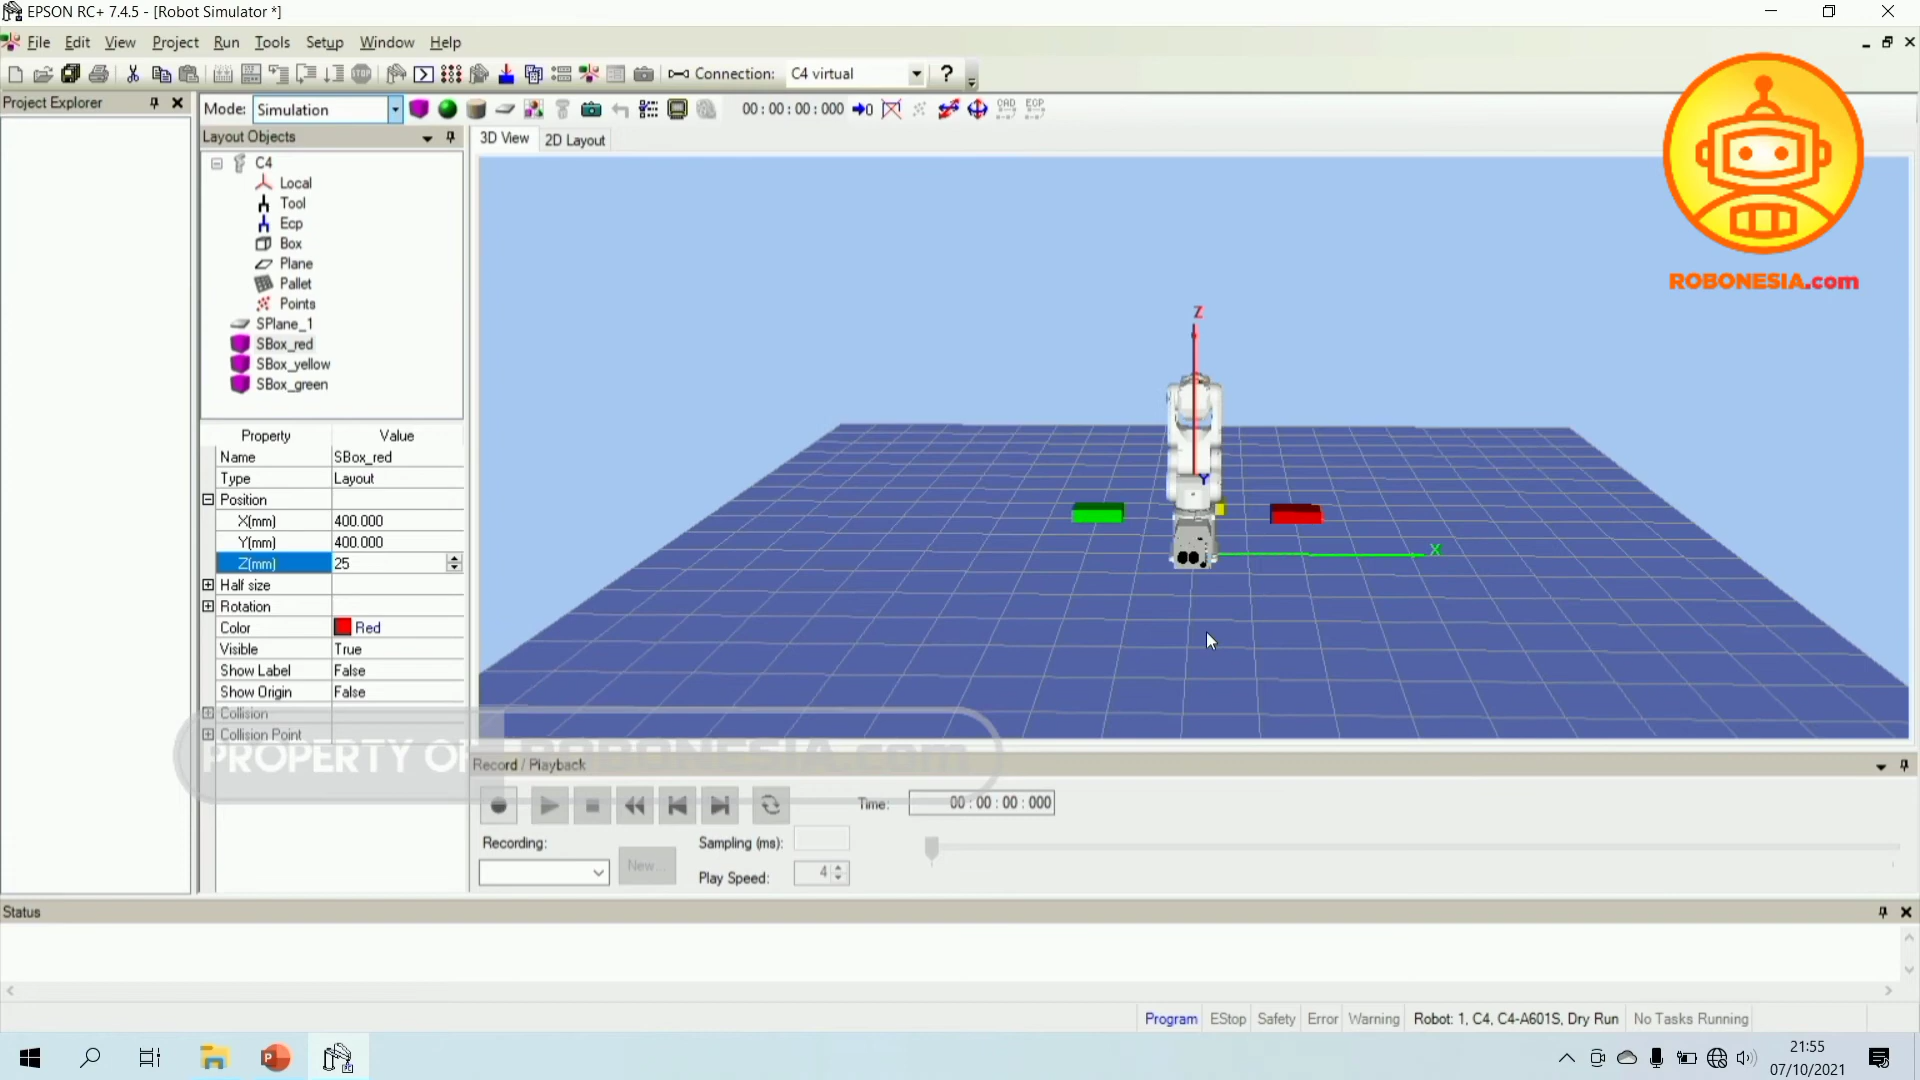 EPSON RC+ 7.4.5 - [Robot Simulator *]
File Edit View Project Run Tools Setup Window Help
Connection: C4 virtual ?
Project Explorer
Mode: Simulation 00 : 00 : 00 : 000 CAD ECP
Layout Objects
3D View 2D Layout
C4
Local
Tool
Ecp
Box
Plane
Pallet
Points
SPlane_1
SBox_red
SBox_yellow
SBox_green
Property Value
Name SBox_red
Type Layout
Position
X(mm) 400.000
Y(mm) 400.000
Z(mm) 25
Half size
Rotation
Color Red
Visible True
Show Label False
Show Origin False
Collision
Collision Point
Z
Y
X
ROBONESIA.com
PROPERTY OF ROBONESIA.com
Record / Playback
Time: 00 : 00 : 00 : 000
Recording:
New...
Sampling (ms):
Play Speed: 4
Status
Program EStop Safety Error Warning Robot: 1, C4, C4-A601S, Dry Run No Tasks Running
21:55
07/10/2021